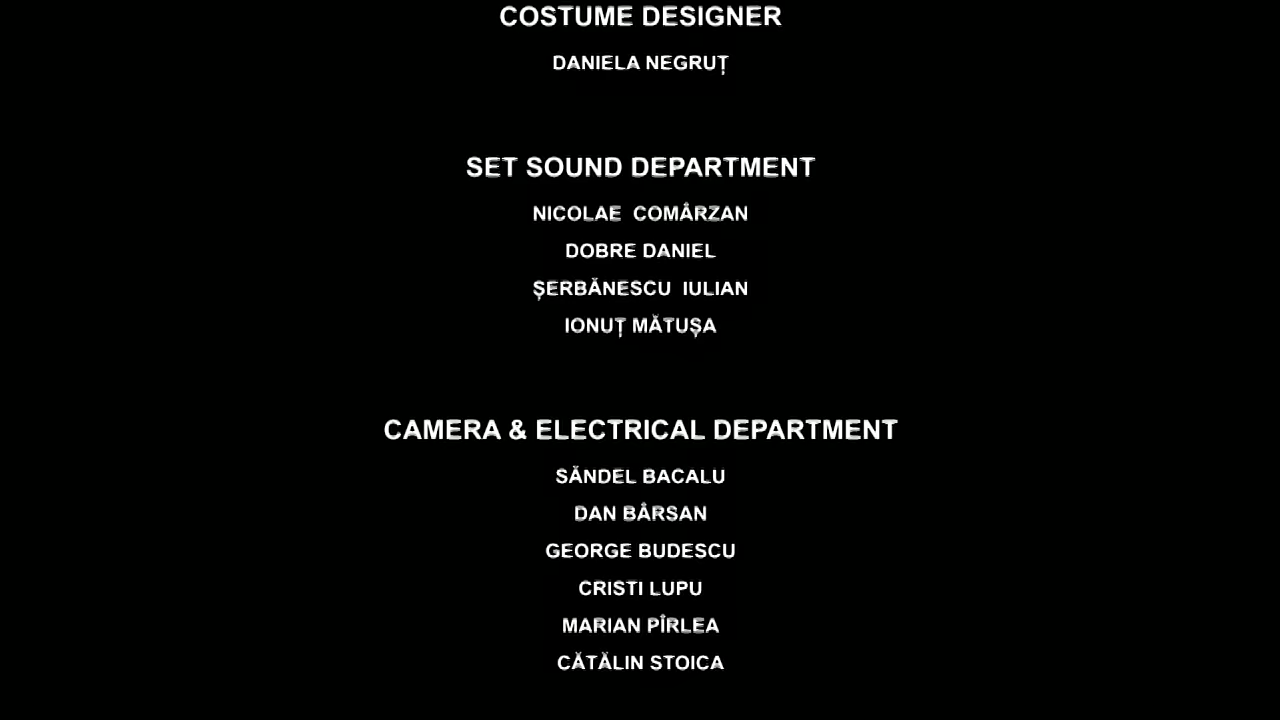 COSTUME DESIGNER
DANIELA NEGRUȚ
SET SOUND DEPARTMENT
NICOLAE COMÂRZAN
DOBRE DANIEL
ȘERBĂNESCU IULIAN
IONUȚ MĂTUȘA
CAMERA & ELECTRICAL DEPARTMENT
SĂNDEL BACALU
DAN BÂRSAN
GEORGE BUDESCU
CRISTI LUPU
MARIAN PÎRLEA
CĂTĂLIN STOICA